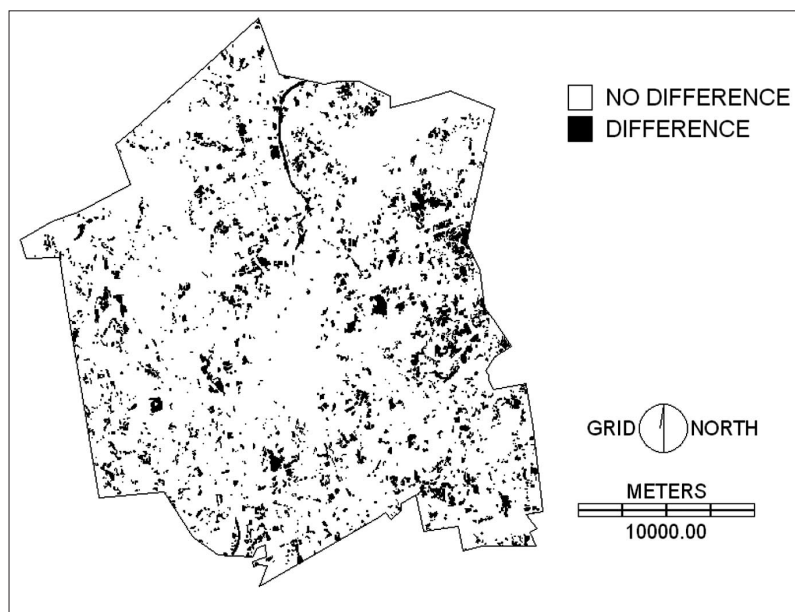 NO DIFFERENCE
DIFFERENCE
GRID NORTH
METERS
10000.00